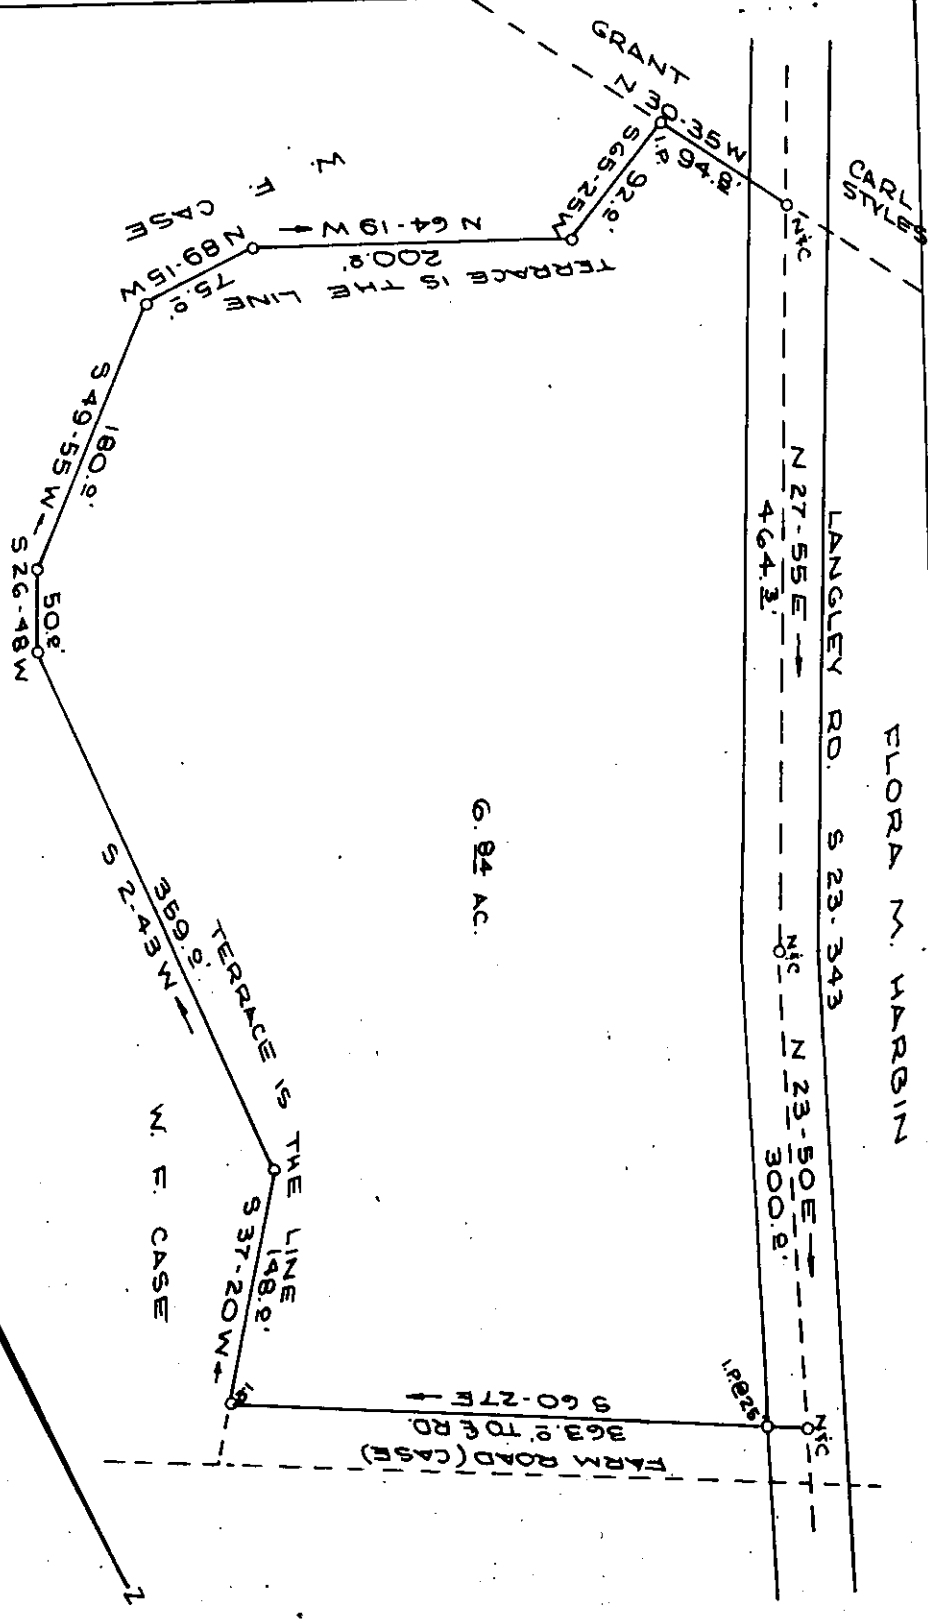 GRANT
N 30-35 W
94.8'
I.P.
CARL
STYLES
N&C
S 65-25 W
92.0'
N 64-19 W
200.0'
TERRACE IS THE LINE
W. F. CASE
N 89-15 W
75.0'
S 49-55 W
180.0'
S 26-48 W
50.0'
S 2-43 W
TERRACE IS THE LINE
W. F. CASE
S 37-20 W
148.0'
I.P.
S 60-27 E
363.0' TO ℄ RD.
FARM ROAD (CASE)
I.P.@25
N&C
N 23-50 E
300.0'
N&C
N 27-55 E
464.3'
LANGLEY RD. S 23-343
FLORA M. HARBIN
6.84 AC.
N